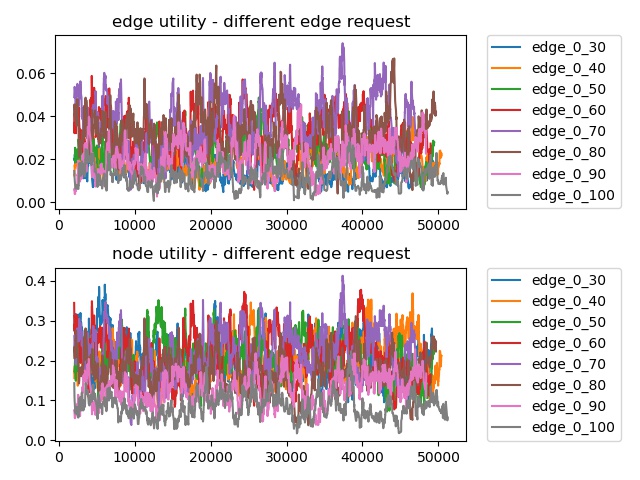 edge utility - different edge request
0.06
0.04
0.02
0.00
0 10000 20000 30000 40000 50000
edge_0_30
edge_0_40
edge_0_50
edge_0_60
edge_0_70
edge_0_80
edge_0_90
edge_0_100
node utility - different edge request
0.4
0.3
0.2
0.1
0.0
0 10000 20000 30000 40000 50000
edge_0_30
edge_0_40
edge_0_50
edge_0_60
edge_0_70
edge_0_80
edge_0_90
edge_0_100